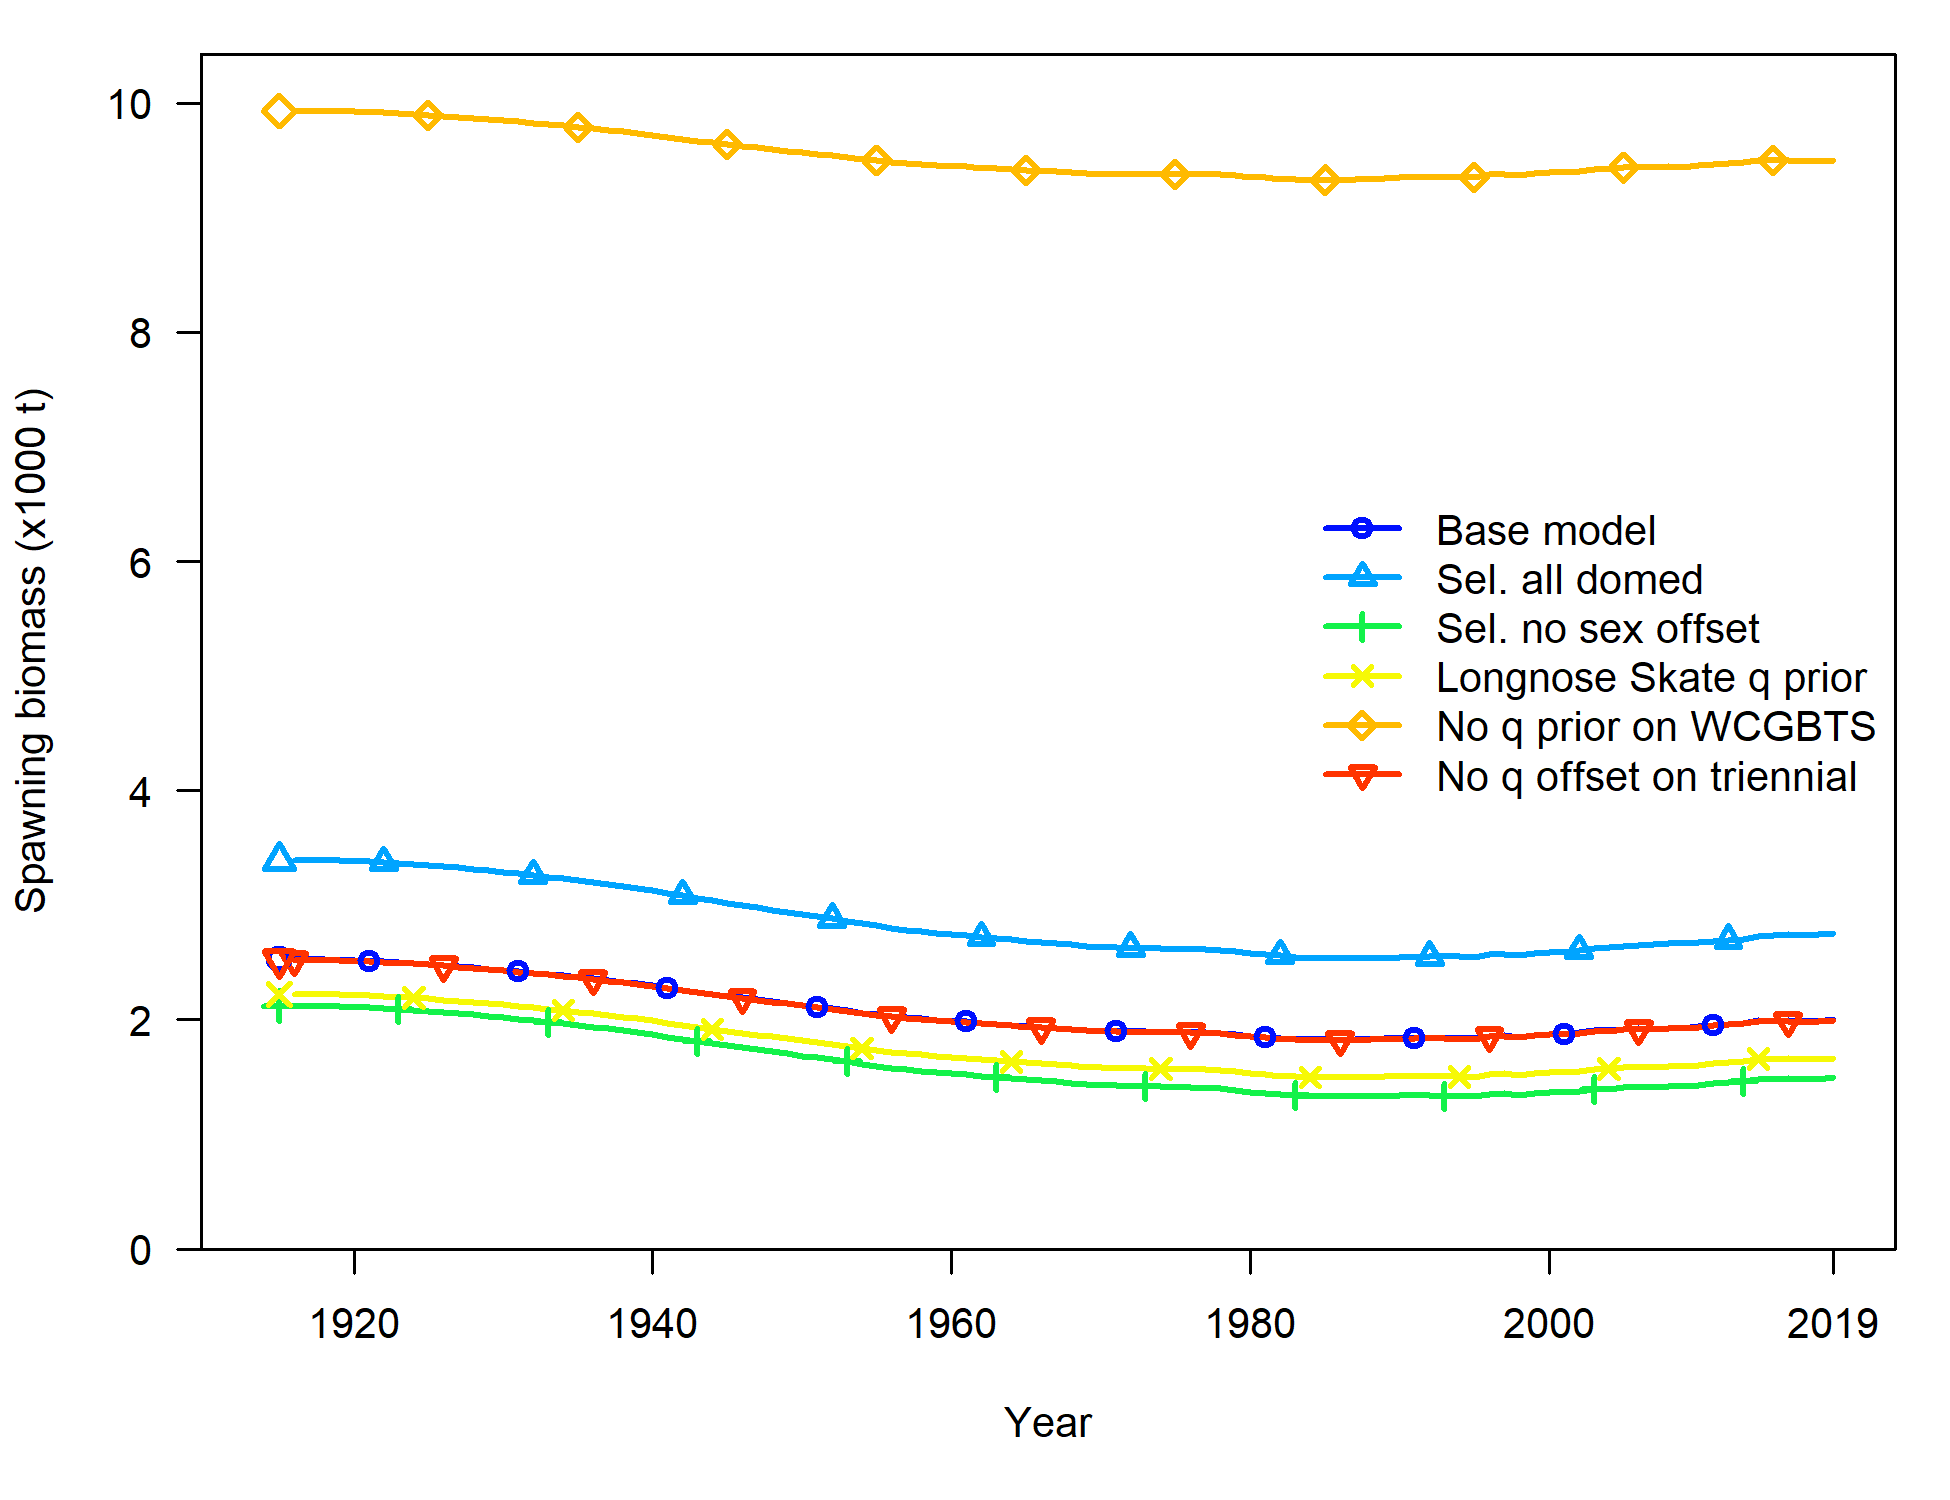 10
8
6
4
2
0
Spawning biomass (x1000 t)
Base model
Sel. all domed
Sel. no sex offset
Longnose Skate q prior
No q prior on WCGBTS
No q offset on triennial
1920 1940 1960 1980 2000 2019
Year